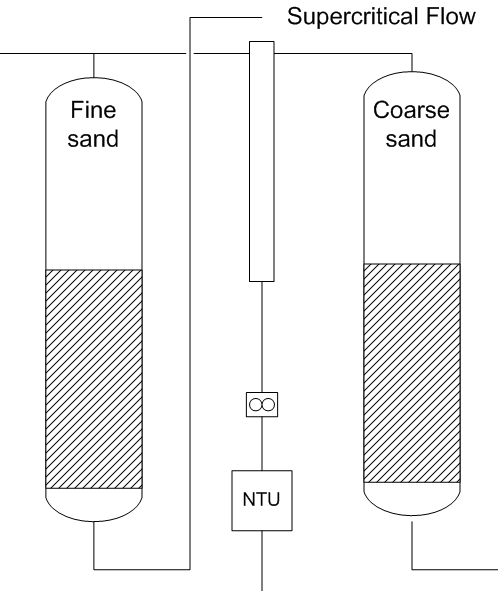 Supercritical Flow
Fine
sand
Coarse
sand
NTU